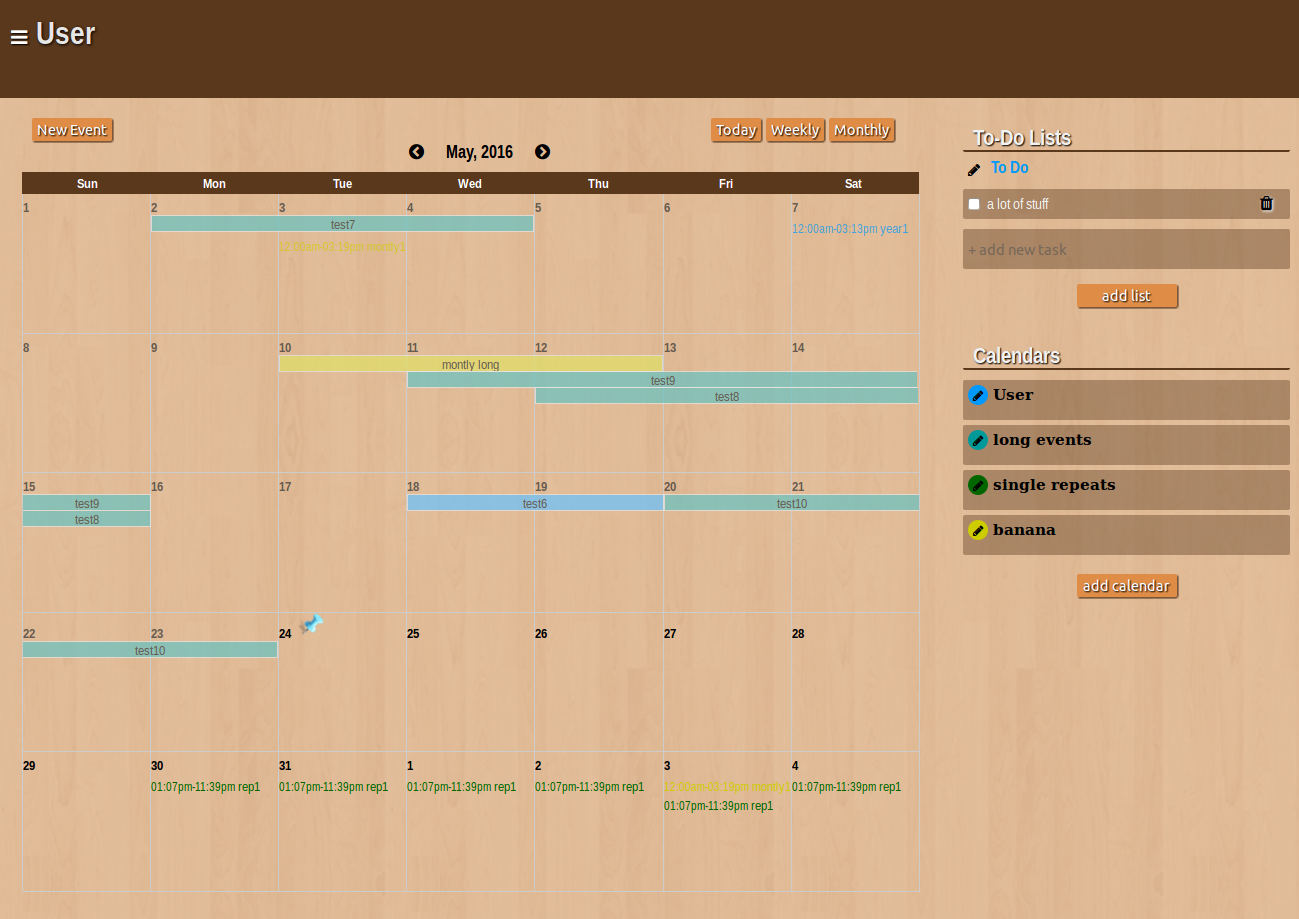 User
New Event
Today Weekly Monthly
May, 2016
Sun Mon Tue Wed Thu Fri Sat
1 2 3 4 5 6 7
test7
12:00am-03:13pm year1
montly1
8 9 10 11 12 13 14
montly long
test9
test8
15 16 17 18 19 20 21
test9 test6 test10
test8
22 23 24 25 26 27 28
test10
29 30 31 1 2 3 4
01:07pm-11:39pm rep1 01:07pm-11:39pm rep1 01:07pm-11:39pm rep1 01:07pm-11:39pm rep1 12:00am-03:19pm montly1 01:07pm-11:39pm rep1
01:07pm-11:39pm rep1
To-Do Lists
To Do
a lot of stuff
+ add new task
add list
Calendars
User
long events
single repeats
banana
add calendar